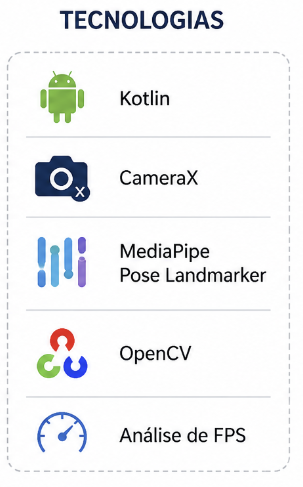 TECNOLOGIAS
Kotlin
X
CameraX
MediaPipe
Pose Landmarker
OpenCV
Análise de FPS